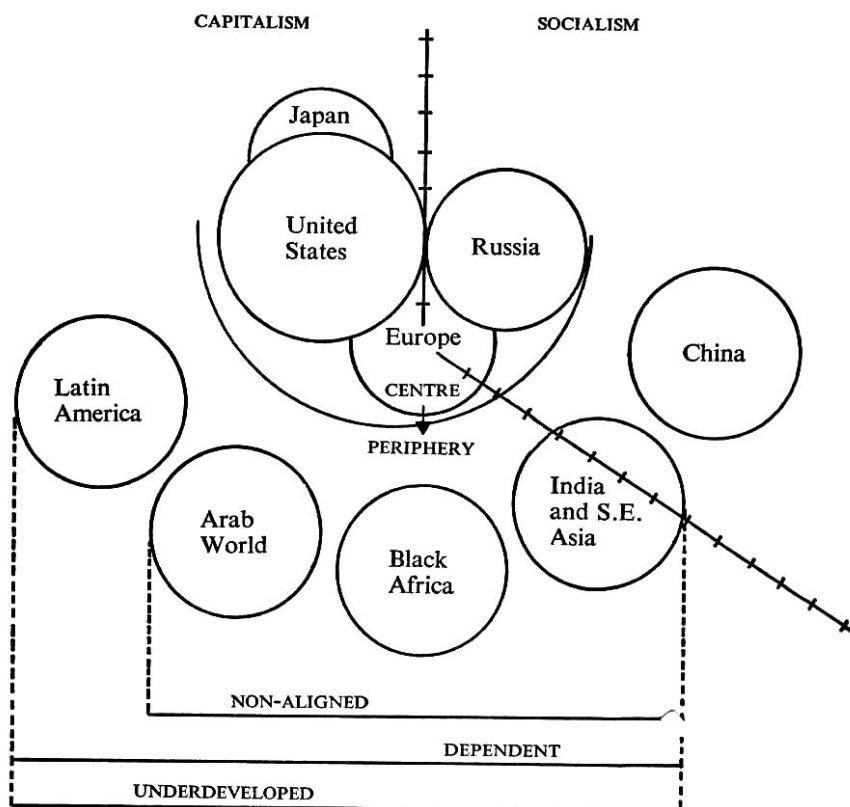 CAPITALISM
SOCIALISM
Japan
United
States
Russia
Europe
China
CENTRE
Latin
America
PERIPHERY
India
and S.E.
Asia
Arab
World
Black
Africa
NON-ALIGNED
DEPENDENT
UNDERDEVELOPED